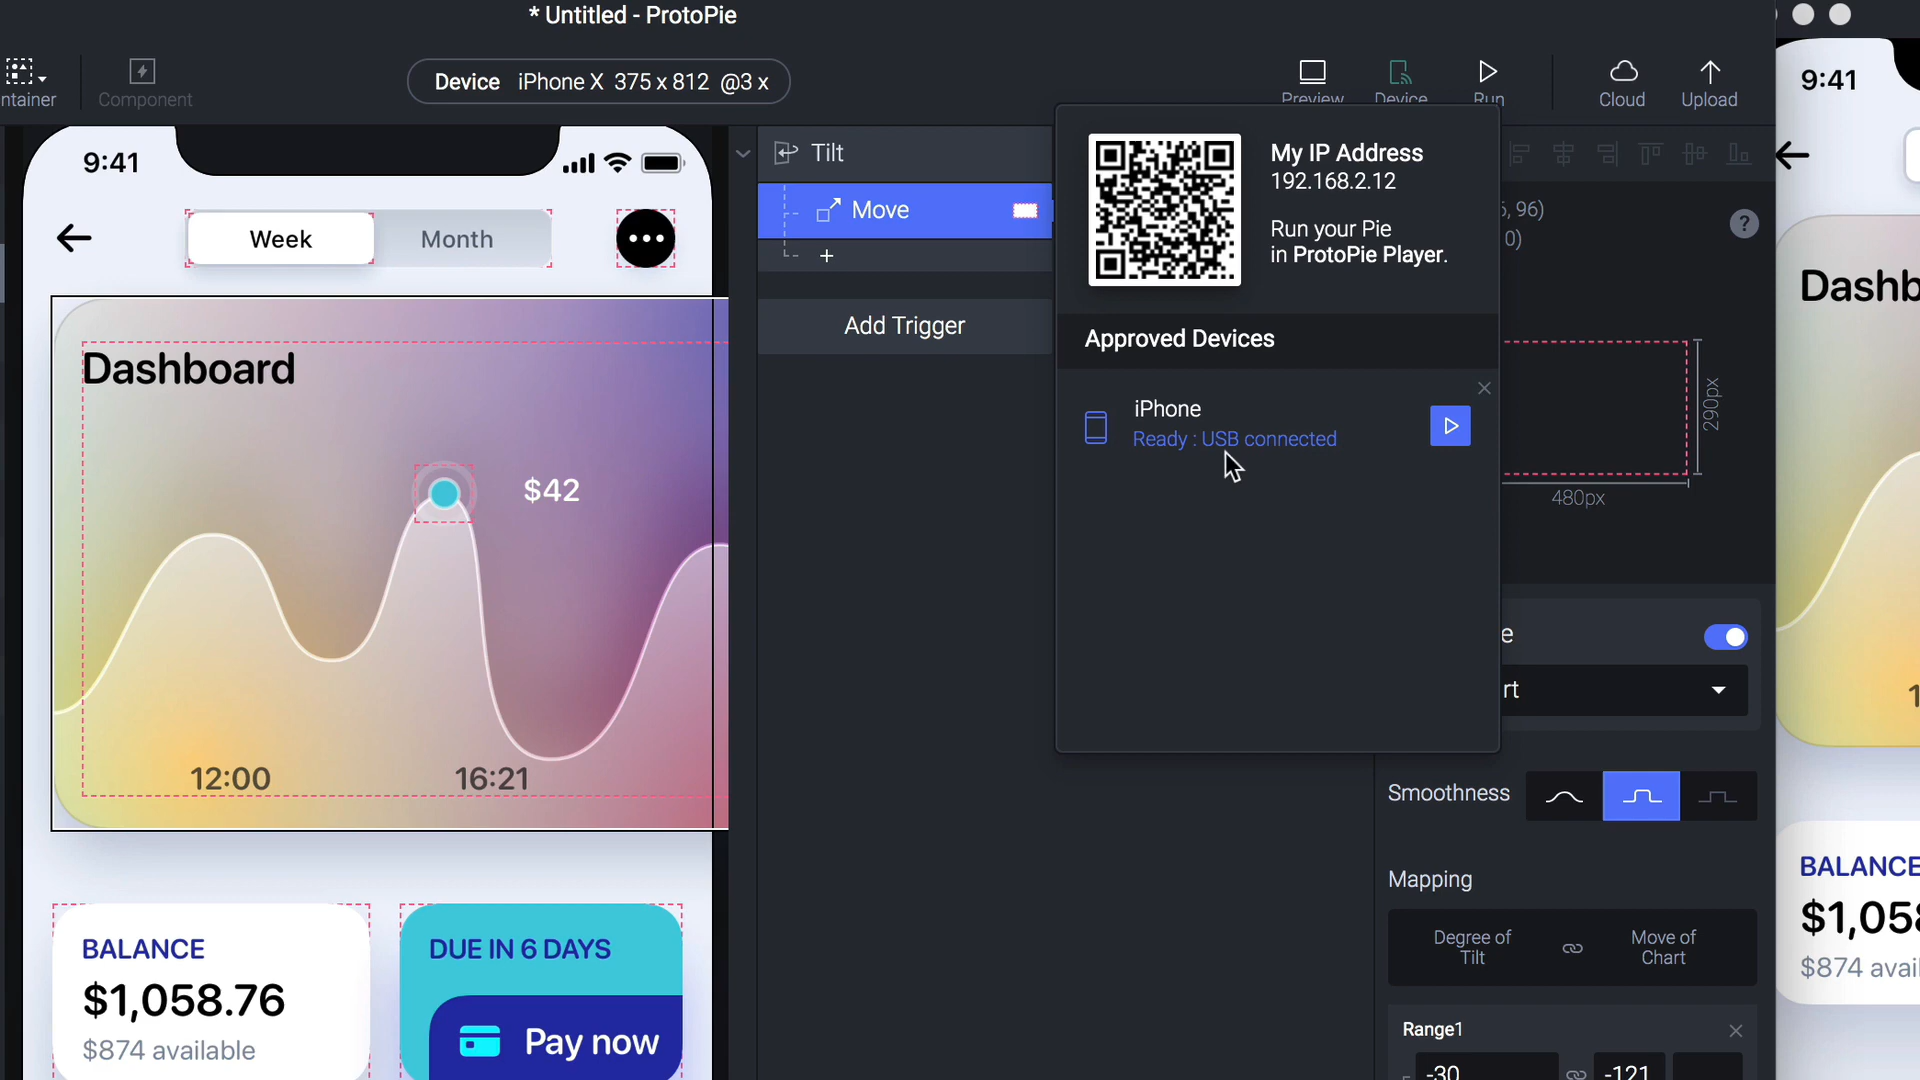 * Untitled - ProtoPie
ntainer
Component
Device iPhone X 375 x 812 @3 x
Preview
Device
Run
Cloud
Upload
9:41
Week
Month
Dashboard
$42
12:00
16:21
BALANCE
$1,058.76
$874 available
DUE IN 6 DAYS
Pay now
Tilt
Move
+
Add Trigger
My IP Address
192.168.2.12
Run your Pie
in ProtoPie Player.
Approved Devices
iPhone
Ready : USB connected
, 96)
0)
?
290px
480px
e
rt
Smoothness
Mapping
Degree of
Tilt
Move of
Chart
Range1
-30
-121
9:41
Dashb
BALANCE
$1,058
$874 avail